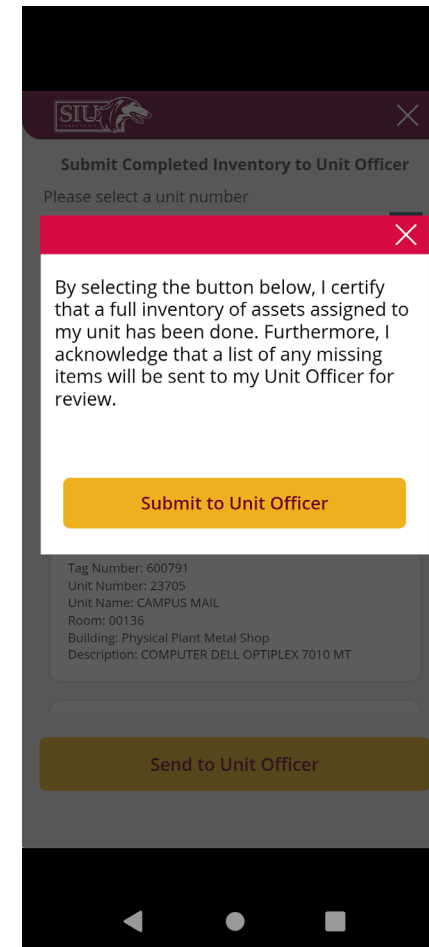 SIU
Submit Completed Inventory to Unit Officer
Please select a unit number
By selecting the button below, I certify
that a full inventory of assets assigned to
my unit has been done. Furthermore, I
acknowledge that a list of any missing
items will be sent to my Unit Officer for
review.
Submit to Unit Officer
Tag Number: 600791
Unit Number: 23705
Unit Name: CAMPUS MAIL
Room: 00136
Building: Physical Plant Metal Shop
Description: COMPUTER DELL OPTIPLEX 7010 MT
Send to Unit Officer